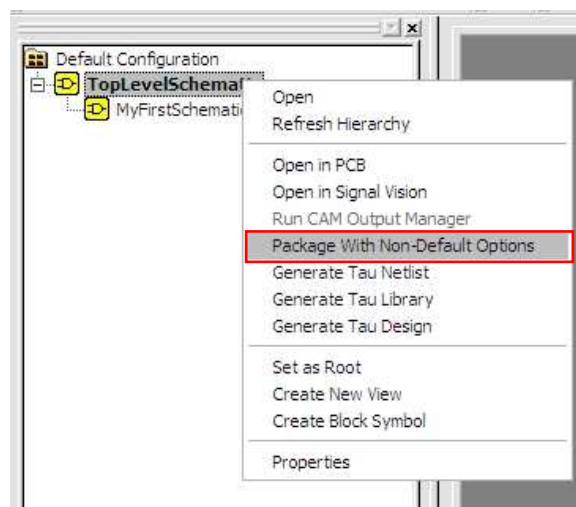 Default Configuration
TopLevelSchemati
MyFirstSchematic
Open
Refresh Hierarchy
Open in PCB
Open in Signal Vision
Run CAM Output Manager
Package With Non-Default Options
Generate Tau Netlist
Generate Tau Library
Generate Tau Design
Set as Root
Create New View
Create Block Symbol
Properties